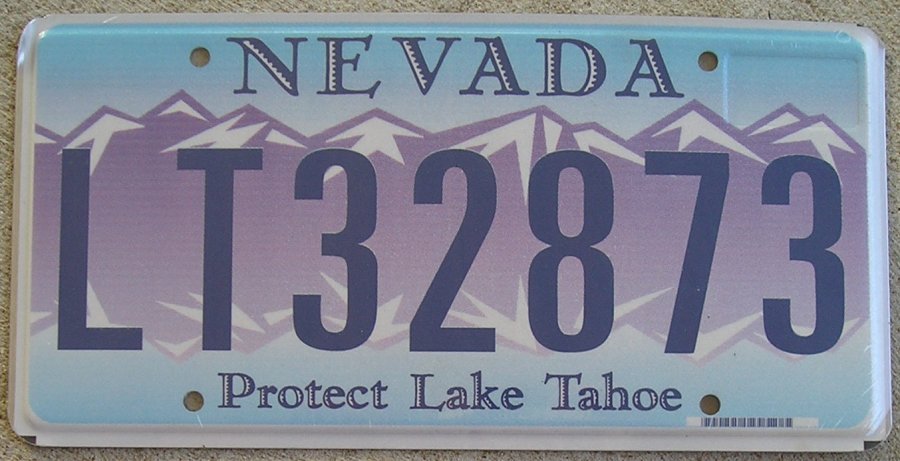 NEVADA
LT32873
Protect Lake Tahoe